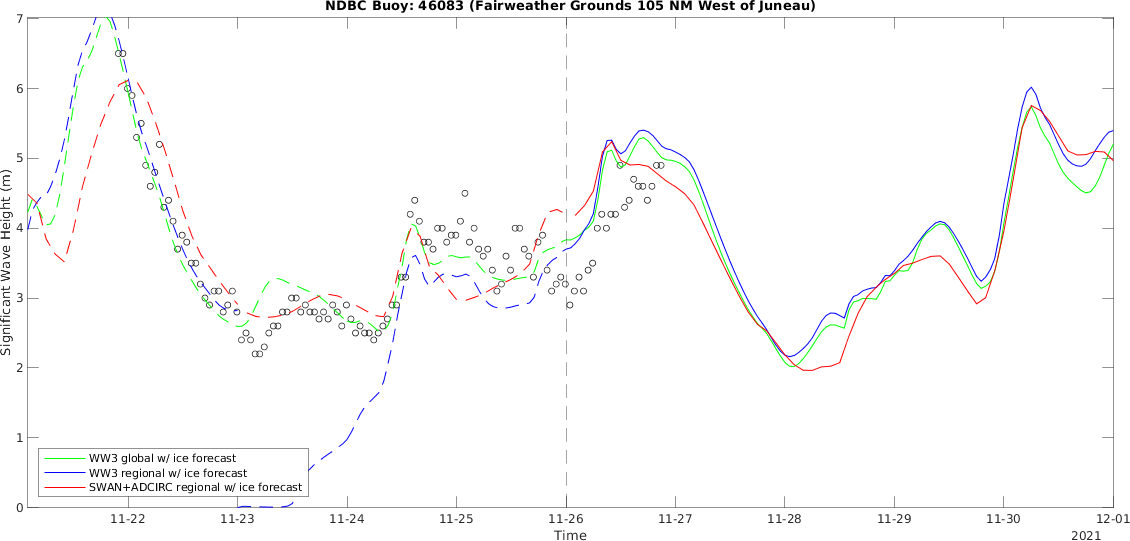 NDBC Buoy: 46083 (Fairweather Grounds 105 NM West of Juneau)
7
6
5
4
3
2
1
0
Significant Wave Height (m)
WW3 global w/ ice forecast
WW3 regional w/ ice forecast
SWAN+ADCIRC regional w/ ice forecast
11-22 11-23 11-24 11-25 11-26 11-27 11-28 11-29 11-30 12-01
Time
2021